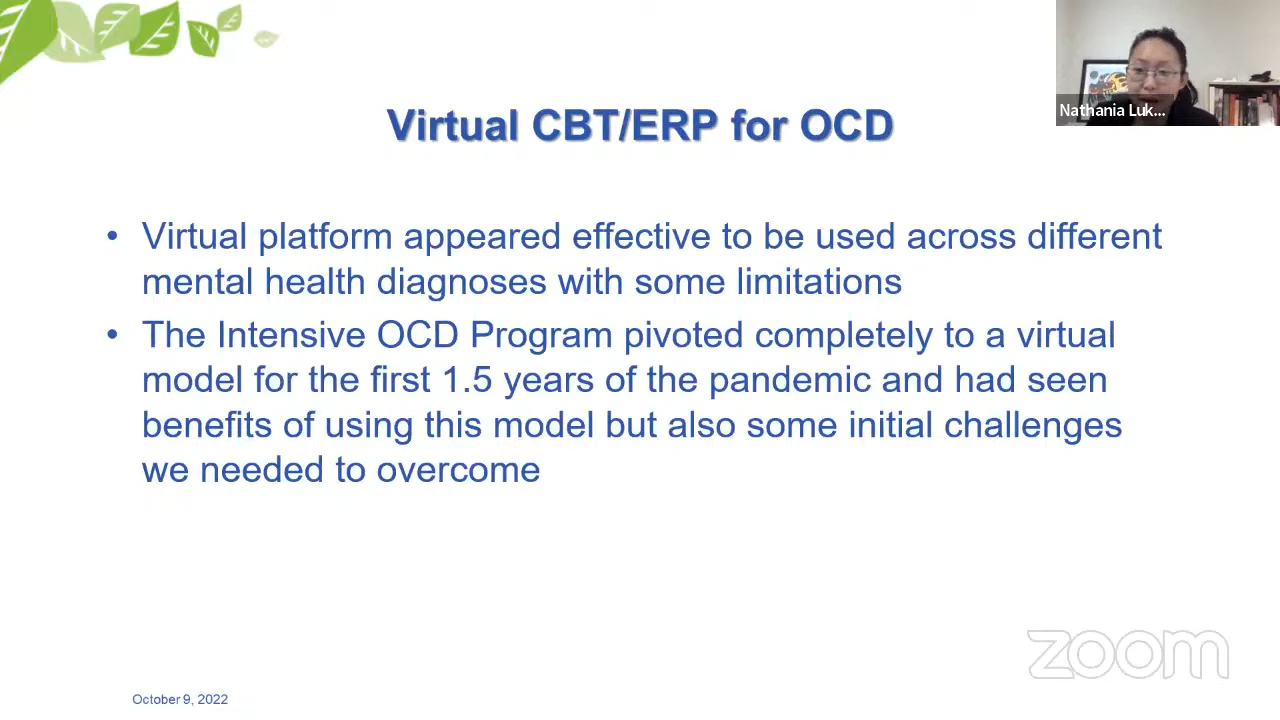 Virtual CBT/ERP for OCD
Nathania Luk...
• Virtual platform appeared effective to be used across different
mental health diagnoses with some limitations
• The Intensive OCD Program pivoted completely to a virtual
model for the first 1.5 years of the pandemic and had seen
benefits of using this model but also some initial challenges
we needed to overcome
zoom
October 9, 2022